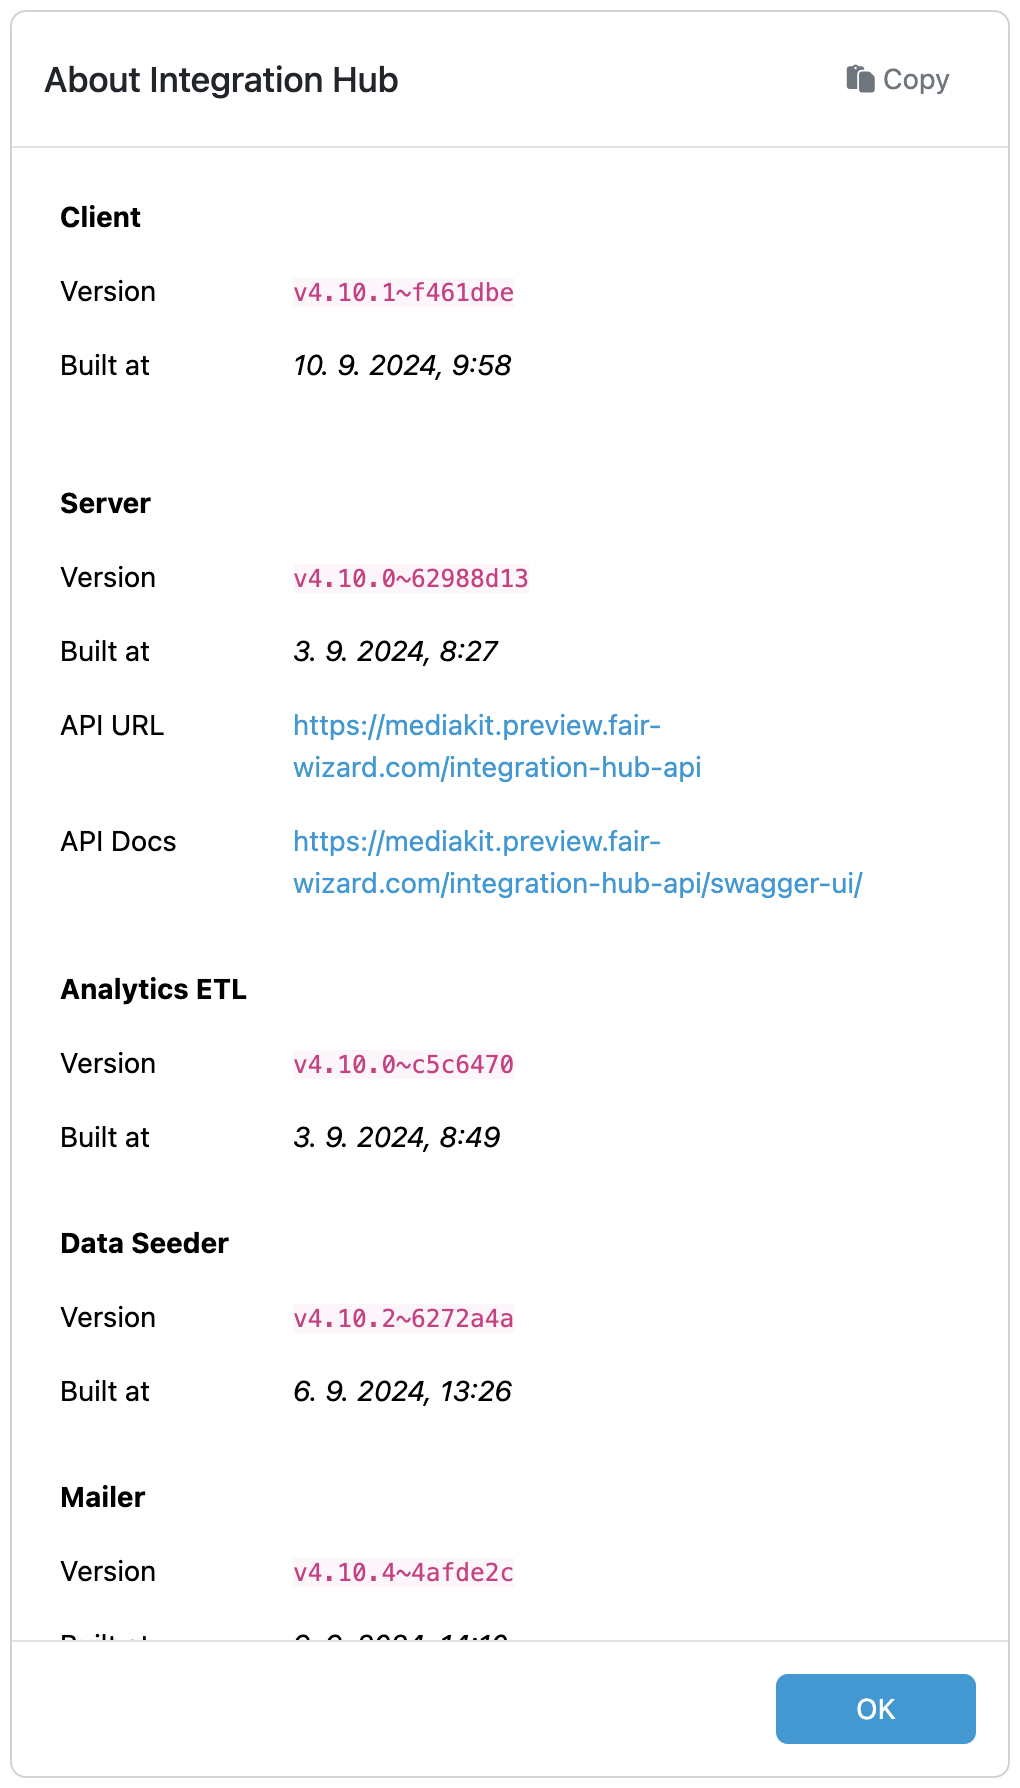 About Integration Hub
Copy
Client
Version v4.10.1~f461dbe
Built at 10. 9. 2024, 9:58
Server
Version v4.10.0~62988d13
Built at 3. 9. 2024, 8:27
API URL https://mediakit.preview.fair-
wizard.com/integration-hub-api
API Docs https://mediakit.preview.fair-
wizard.com/integration-hub-api/swagger-ui/
Analytics ETL
Version v4.10.0~c5c6470
Built at 3. 9. 2024, 8:49
Data Seeder
Version v4.10.2~6272a4a
Built at 6. 9. 2024, 13:26
Mailer
Version v4.10.4~4afde2c
Built at
OK